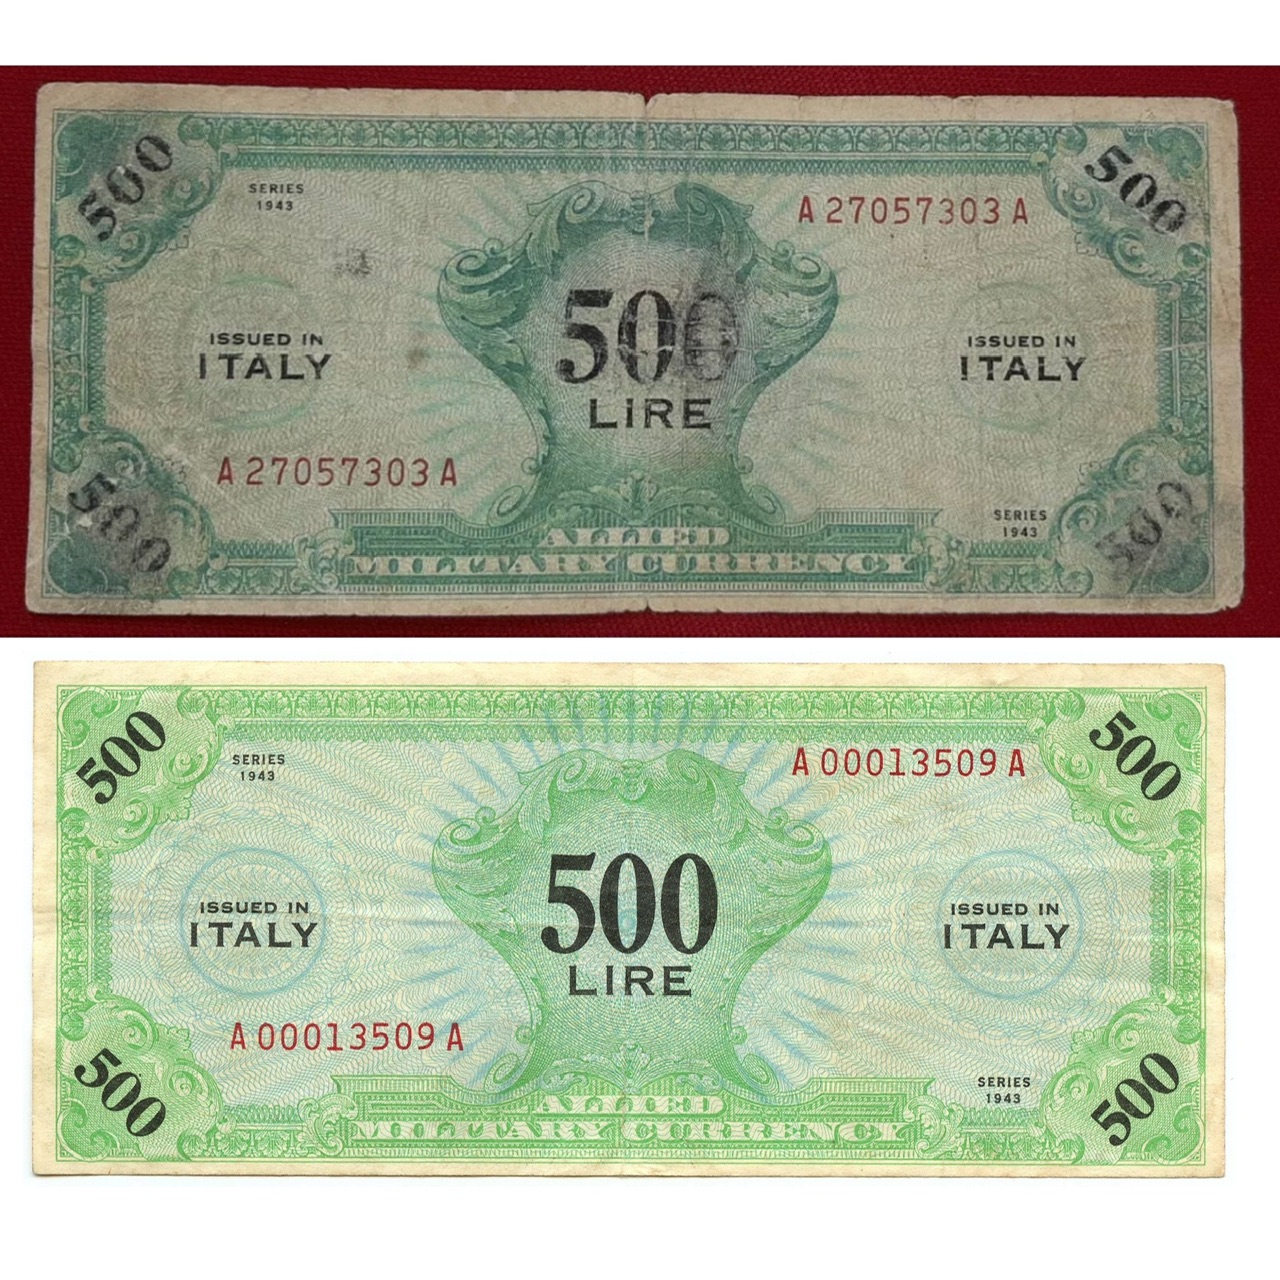 500
500
SERIES
1943
A 27057303 A
500
LIRE
ISSUED IN
ITALY
ISSUED IN
ITALY
A 27057303 A
SERIES
1943
500
500
ALLIED
MILITARY CURRENCY
500
500
SERIES
1943
A 00013509 A
500
LIRE
ISSUED IN
ITALY
ISSUED IN
ITALY
A 00013509 A
SERIES
1943
500
500
ALLIED
MILITARY CURRENCY